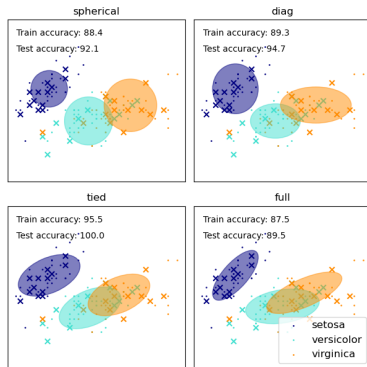 spherical
Train accuracy: 88.4
Test accuracy: 92.1
diag
Train accuracy: 89.3
Test accuracy: 94.7
tied
Train accuracy: 95.5
Test accuracy: 100.0
full
Train accuracy: 87.5
Test accuracy: 89.5
setosa
versicolor
virginica